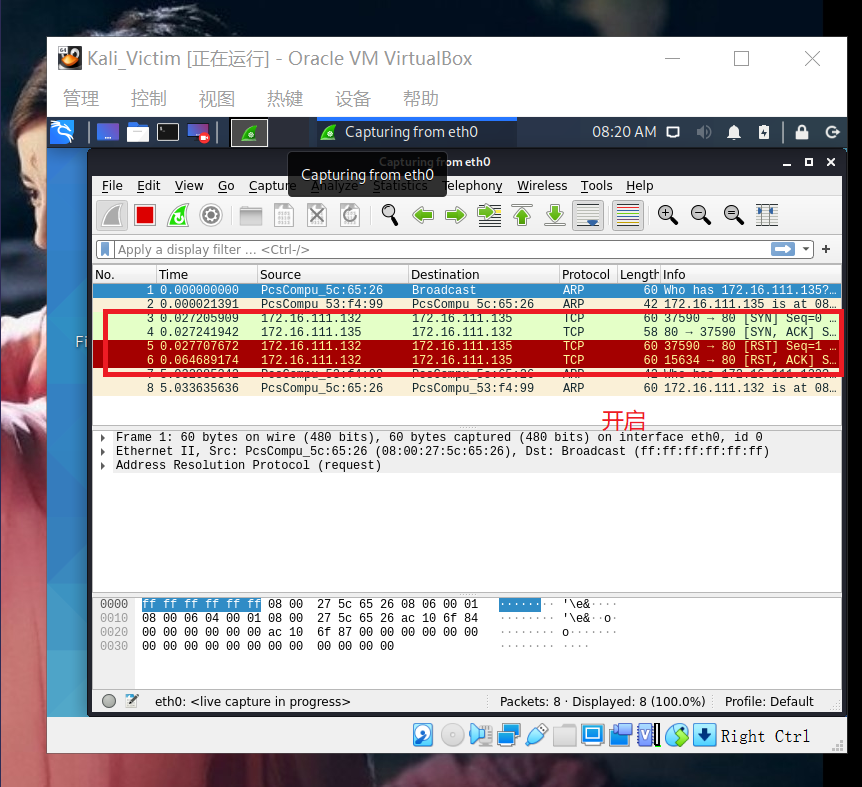 Kali_Victim [正在运行] - Oracle VM VirtualBox
管理 控制 视图 热键 设备 帮助
Capturing from eth0 08:20 AM
Capturing from eth0
Capturing from eth0
File Edit View Go Capture Analyze Statistics Telephony Wireless Tools Help
Apply a display filter ... <Ctrl-/>
No. Time Source Destination Protocol Length Info
1 0.000000000 PcsCompu_5c:65:26 Broadcast ARP 60 Who has 172.16.111.135?…
2 0.000021391 PcsCompu_53:f4:99 PcsCompu_5c:65:26 ARP 42 172.16.111.135 is at 08…
3 0.027205909 172.16.111.132 172.16.111.135 TCP 60 37590 → 80 [SYN] Seq=0 …
4 0.027241942 172.16.111.135 172.16.111.132 TCP 58 80 → 37590 [SYN, ACK] S…
5 0.027707672 172.16.111.132 172.16.111.135 TCP 60 37590 → 80 [RST] Seq=1 …
6 0.064689174 172.16.111.132 172.16.111.135 TCP 60 15634 → 80 [RST, ACK] S…
7 ARP 42 Who has 172.16.111.132?…
8 5.033635636 PcsCompu_5c:65:26 PcsCompu_53:f4:99 ARP 60 172.16.111.132 is at 08…
开启
Fi
Frame 1: 60 bytes on wire (480 bits), 60 bytes captured (480 bits) on interface eth0, id 0
Ethernet II, Src: PcsCompu_5c:65:26 (08:00:27:5c:65:26), Dst: Broadcast (ff:ff:ff:ff:ff:ff)
Address Resolution Protocol (request)
0000 ff ff ff ff ff ff 08 00 27 5c 65 26 08 06 00 01 ········ '\e&····
0010 08 00 06 04 00 01 08 00 27 5c 65 26 ac 10 6f 84 ········ '\e&··o·
0020 00 00 00 00 00 00 ac 10 6f 87 00 00 00 00 00 00 ········ o·······
0030 00 00 00 00 00 00 00 00 00 00 00 00 ········ ····
eth0: <live capture in progress> Packets: 8 · Displayed: 8 (100.0%) Profile: Default
Right Ctrl